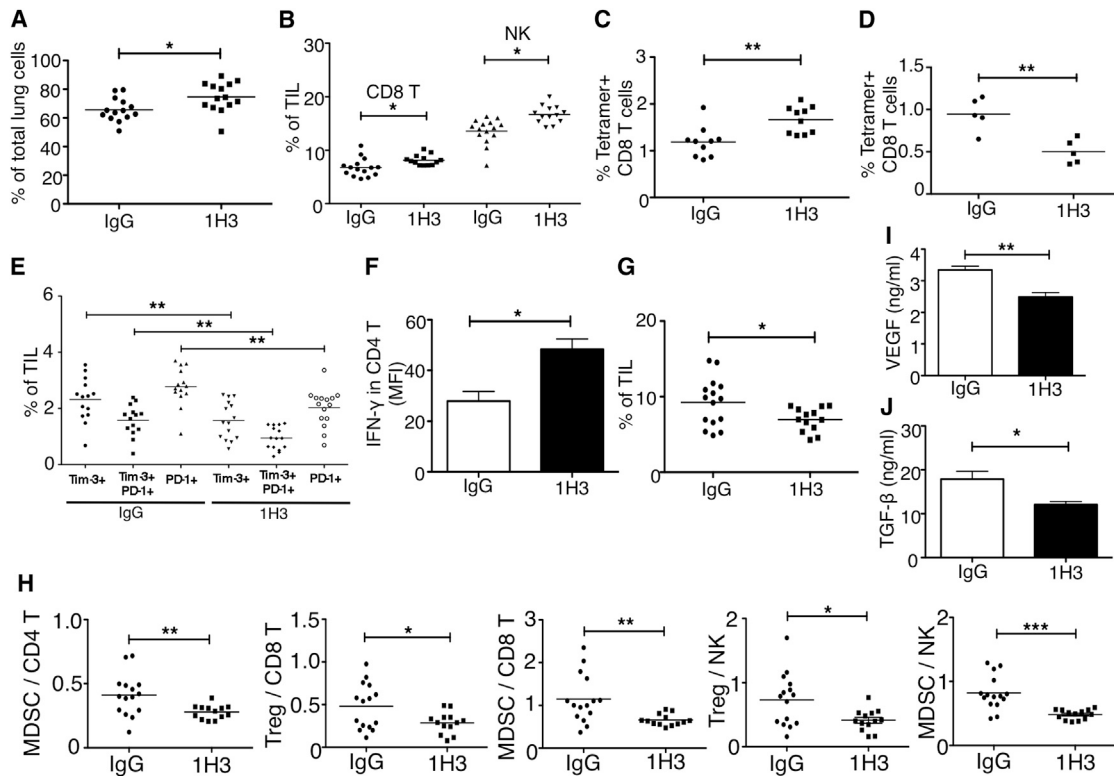 A
% of total lung cells
100
80
60
40
20
0
*
IgG
1H3
B
% of TIL
30
20
10
0
CD8 T
*
NK
*
IgG
1H3
IgG
1H3
C
% Tetramer+
CD8 T cells
3
2
1
0
**
IgG
1H3
D
% Tetramer+
CD8 T cells
1.5
1.0
0.5
0
**
IgG
1H3
E
% of TIL
6
4
2
0
**
**
**
Tim-3+
Tim-3+
PD-1+
PD-1+
Tim-3+
Tim-3+
PD-1+
PD-1+
IgG
1H3
F
IFN-γ in CD4 T
(MFI)
60
40
20
0
*
IgG
1H3
G
% of TIL
20
10
0
*
IgG
1H3
I
VEGF (ng/ml)
4
3
2
1
0
**
IgG
1H3
J
TGF-β (ng/ml)
30
20
10
0
*
IgG
1H3
H
MDSC / CD4 T
1.0
0.5
0
**
IgG
1H3
Treg / CD8 T
1.5
1.0
0.5
0
*
IgG
1H3
MDSC / CD8 T
3
2
1
0
**
IgG
1H3
Treg / NK
2
1
0
*
IgG
1H3
MDSC / NK
2
1
0
***
IgG
1H3